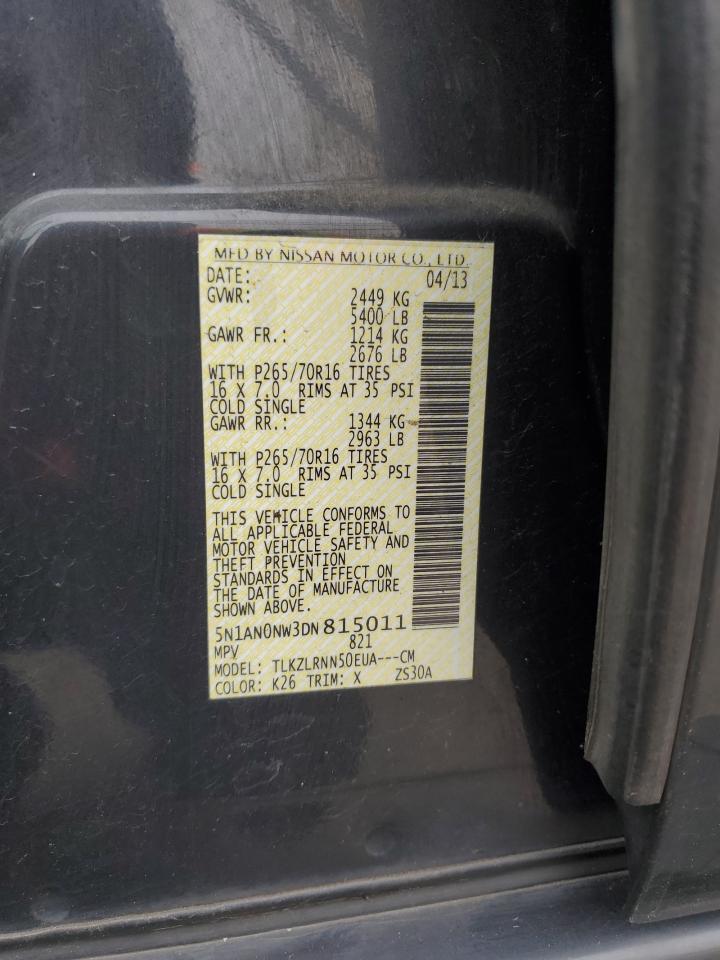 MFD BY NISSAN MOTOR CO., LTD.
DATE: 04/13
GVWR: 2449 KG
5400 LB
GAWR FR.: 1214 KG
2676 LB
WITH P265/70R16 TIRES
16 X 7.0 RIMS AT 35 PSI
COLD SINGLE
GAWR RR.: 1344 KG
2963 LB
WITH P265/70R16 TIRES
16 X 7.0 RIMS AT 35 PSI
COLD SINGLE
THIS VEHICLE CONFORMS TO
ALL APPLICABLE FEDERAL
MOTOR VEHICLE SAFETY AND
THEFT PREVENTION
STANDARDS IN EFFECT ON
THE DATE OF MANUFACTURE
SHOWN ABOVE.
5N1AN0NW3DN815011
MPV 821
MODEL: TLKZLRNN50EUA---CM
COLOR: K26 TRIM: X ZS30A